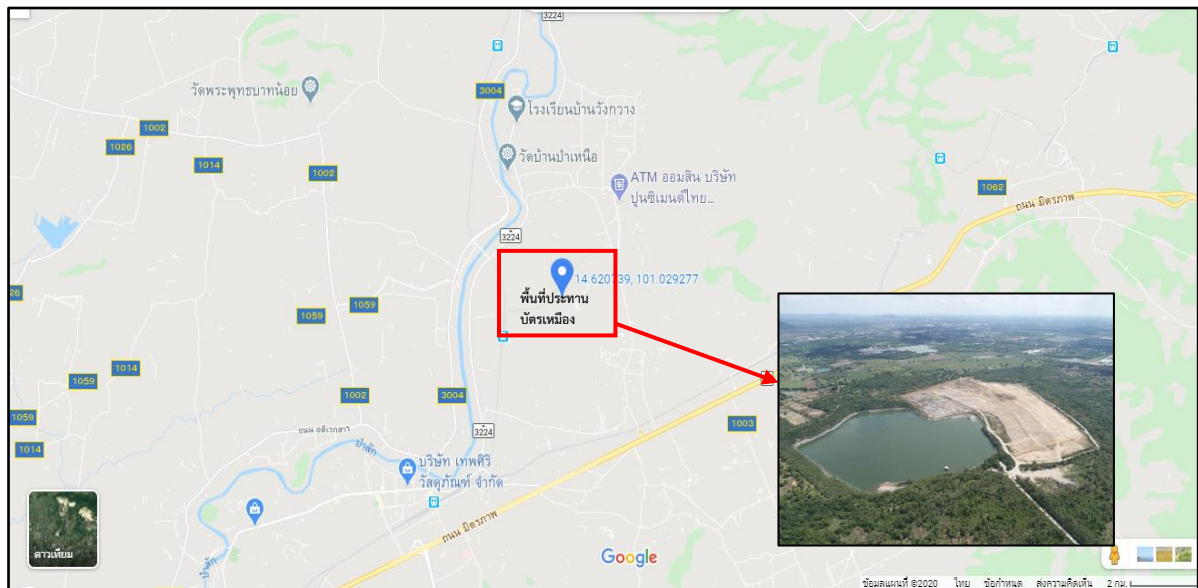 3224
วัดพระพุทธบาทน้อย
3004
โรงเรียนบ้านวังกวาง
1002
1026
วัดบ้านป่าเหนือ
1014
1002
ATM ออมสิน บริษัท
ปูนซิเมนต์ไทย...
1062
ถนน มิตรภาพ
3224
14.620739, 101.029277
พื้นที่ประทาน
บัตรเหมือง
26
1059
1059
1014
1059
1002
3004
1059
1003
1014
ถนน อดิเรกสาร
3224
ป่าสัก
บริษัท เทพศิริ
วัสดุภัณฑ์ จำกัด
ถนน มิตรภาพ
ดาวเทียม
ป่าสัก
Google
ข้อมูลแผนที่ ©2020 ไทย ข้อกำหนด ส่งความคิดเห็น 2 กม.